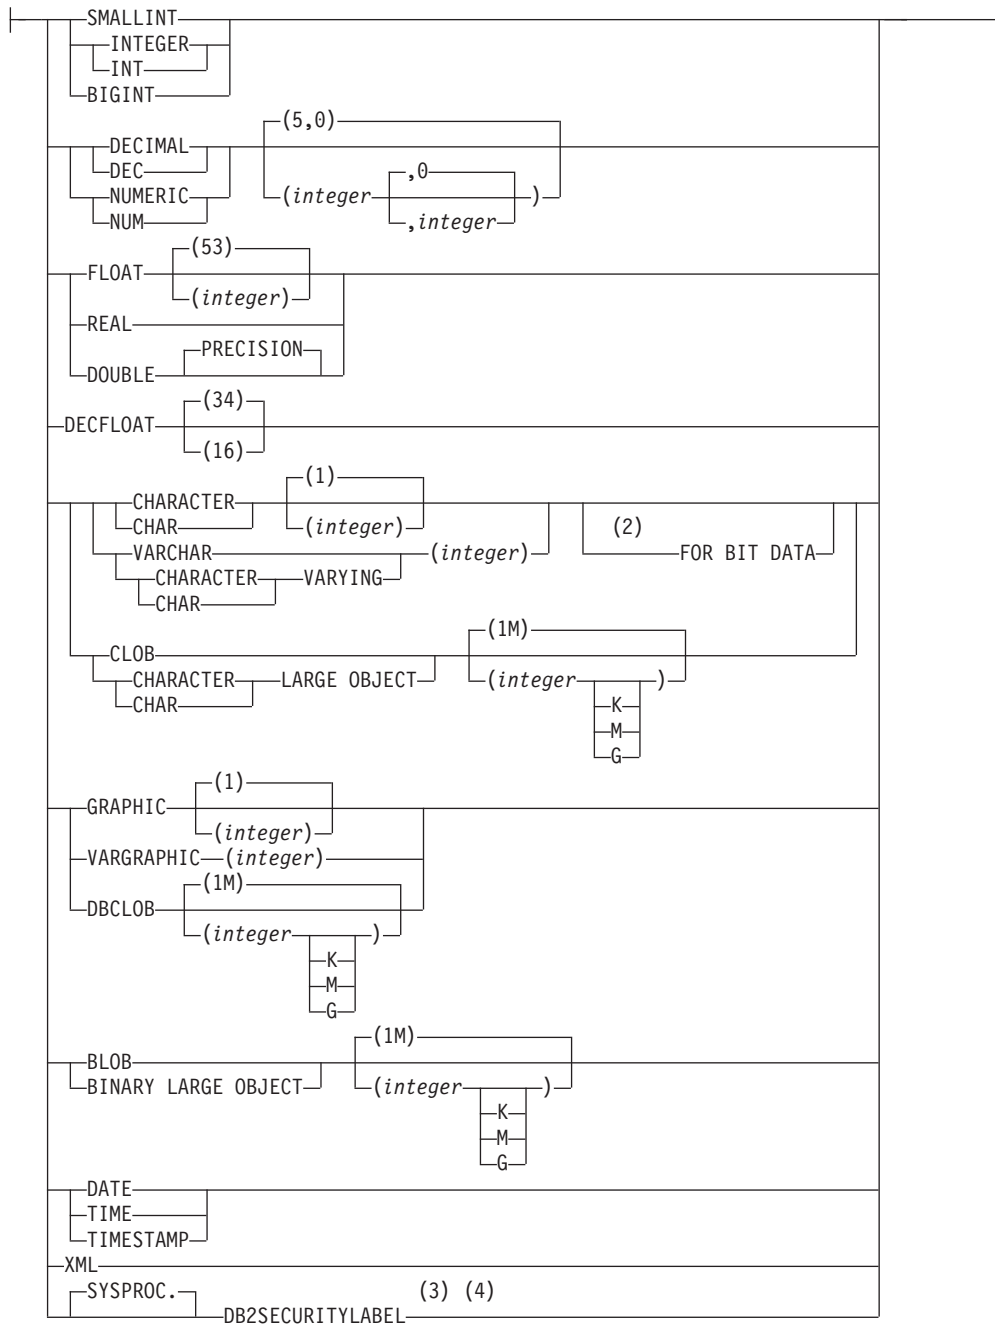 SMALLINT
INTEGER
INT
BIGINT
(5,0)
DECIMAL
DEC
,0
NUMERIC
(integer )
NUM
,integer
(53)
FLOAT
(integer)
REAL
PRECISION
DOUBLE
(34)
DECFLOAT
(16)
(1)
CHARACTER
CHAR
(integer)
(2)
VARCHAR
(integer)
FOR BIT DATA
CHARACTER VARYING
CHAR
(1M)
CLOB
CHARACTER LARGE OBJECT
(integer )
CHAR
K
M
G
(1)
GRAPHIC
(integer)
VARGRAPHIC (integer)
(1M)
DBCLOB
(integer )
K
M
G
(1M)
BLOB
BINARY LARGE OBJECT
(integer )
K
M
G
DATE
TIME
TIMESTAMP
XML
SYSPROC. (3) (4)
DB2SECURITYLABEL